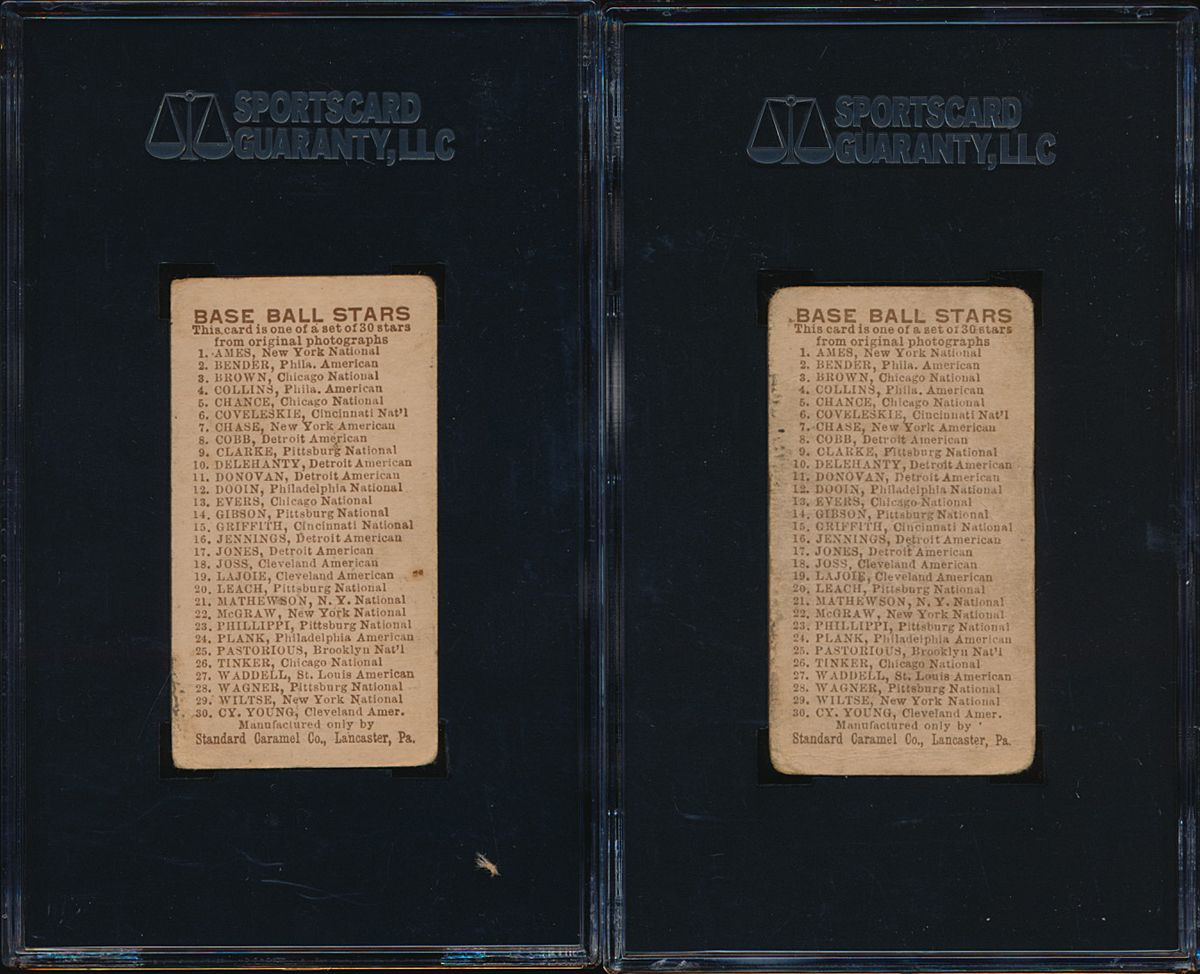 SPORTSCARD
GUARANTY, LLC
BASE BALL STARS
This card is one of a set of 30 stars
from original photographs
1. AMES, New York National
2. BENDER, Phila. American
3. BROWN, Chicago National
4. COLLINS, Phila. American
5. CHANCE, Chicago National
6. COVELESKIE, Cincinnati Nat'l
7. CHASE, New York American
8. COBB, Detroit American
9. CLARKE, Pittsburg National
10. DELEHANTY, Detroit American
11. DONOVAN, Detroit American
12. DOOIN, Philadelphia National
13. EVERS, Chicago National
14. GIBSON, Pittsburg National
15. GRIFFITH, Cincinnati National
16. JENNINGS, Detroit American
17. JONES, Detroit American
18. JOSS, Cleveland American
19. LAJOIE, Cleveland American
20. LEACH, Pittsburg National
21. MATHEWSON, N. Y. National
22. McGRAW, New York National
23. PHILLIPPI, Pittsburg National
24. PLANK, Philadelphia American
25. PASTORIOUS, Brooklyn Nat'l
26. TINKER, Chicago National
27. WADDELL, St. Louis American
28. WAGNER, Pittsburg National
29. WILTSE, New York National
30. CY. YOUNG, Cleveland Amer.
Manufactured only by
Standard Caramel Co., Lancaster, Pa.
SPORTSCARD
GUARANTY, LLC
BASE BALL STARS
This card is one of a set of 30 stars
from original photographs
1. AMES, New York National
2. BENDER, Phila. American
3. BROWN, Chicago National
4. COLLINS, Phila. American
5. CHANCE, Chicago National
6. COVELESKIE, Cincinnati Nat'l
7. CHASE, New York American
8. COBB, Detroit American
9. CLARKE, Pittsburg National
10. DELEHANTY, Detroit American
11. DONOVAN, Detroit American
12. DOOIN, Philadelphia National
13. EVERS, Chicago National
14. GIBSON, Pittsburg National
15. GRIFFITH, Cincinnati National
16. JENNINGS, Detroit American
17. JONES, Detroit American
18. JOSS, Cleveland American
19. LAJOIE, Cleveland American
20. LEACH, Pittsburg National
21. MATHEWSON, N. Y. National
22. McGRAW, New York National
23. PHILLIPPI, Pittsburg National
24. PLANK, Philadelphia American
25. PASTORIOUS, Brooklyn Nat'l
26. TINKER, Chicago National
27. WADDELL, St. Louis American
28. WAGNER, Pittsburg National
29. WILTSE, New York National
30. CY. YOUNG, Cleveland Amer.
Manufactured only by
Standard Caramel Co., Lancaster, Pa.